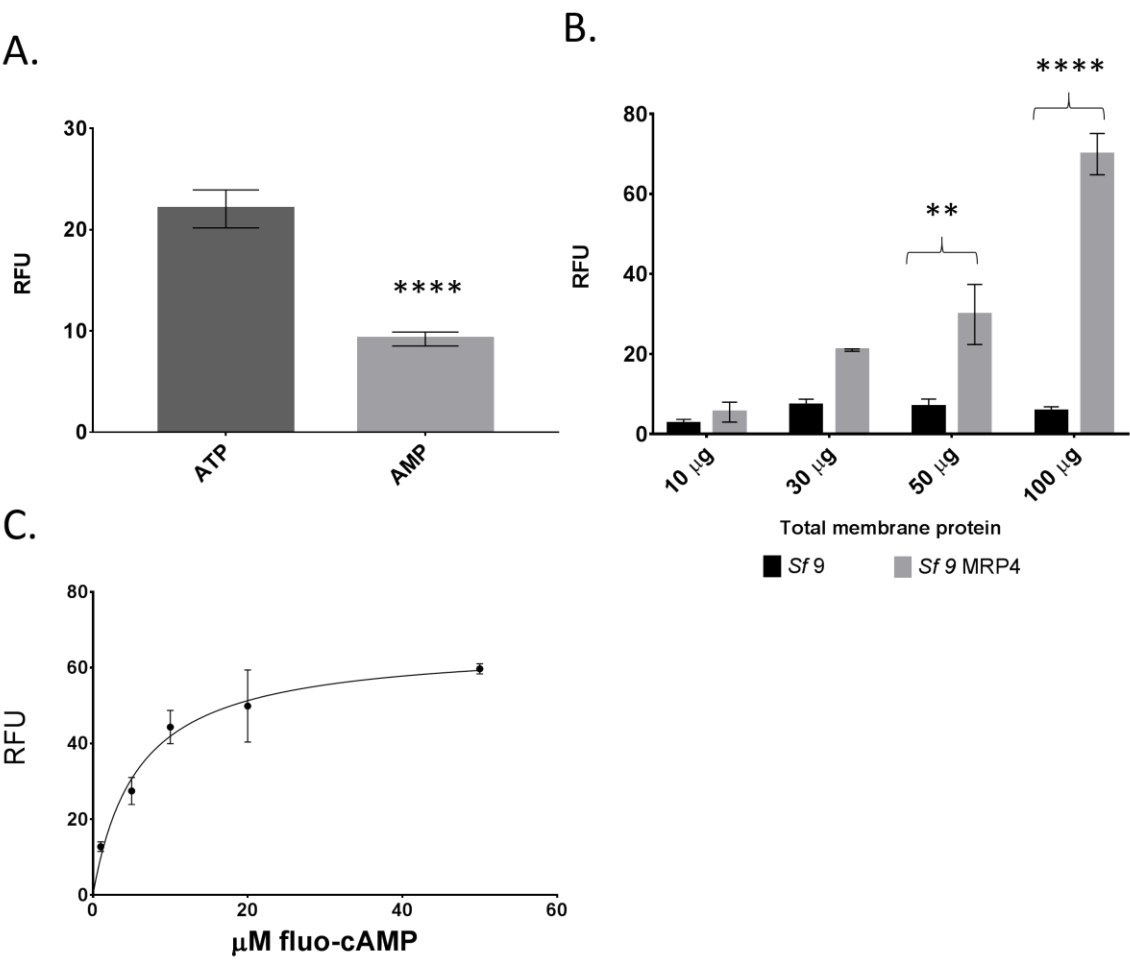 A.
30
20
10
0
RFU
****
ATP
AMP
B.
80
60
40
20
0
RFU
**
****
10 μg
30 μg
50 μg
100 μg
Total membrane protein
Sf 9
Sf 9 MRP4
C.
80
60
40
20
0
RFU
0
20
40
60
μM fluo-cAMP